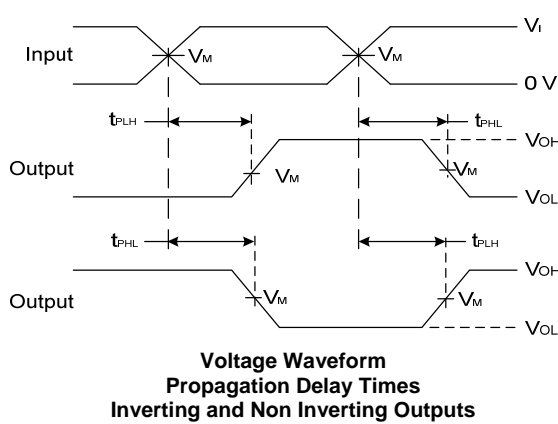 VI
Input VM VM
0 V
tPLH tPHL
VOH
Output VM VM
VOL
tPHL tPLH
VOH
Output VM VM
VOL
Voltage Waveform
Propagation Delay Times
Inverting and Non Inverting Outputs